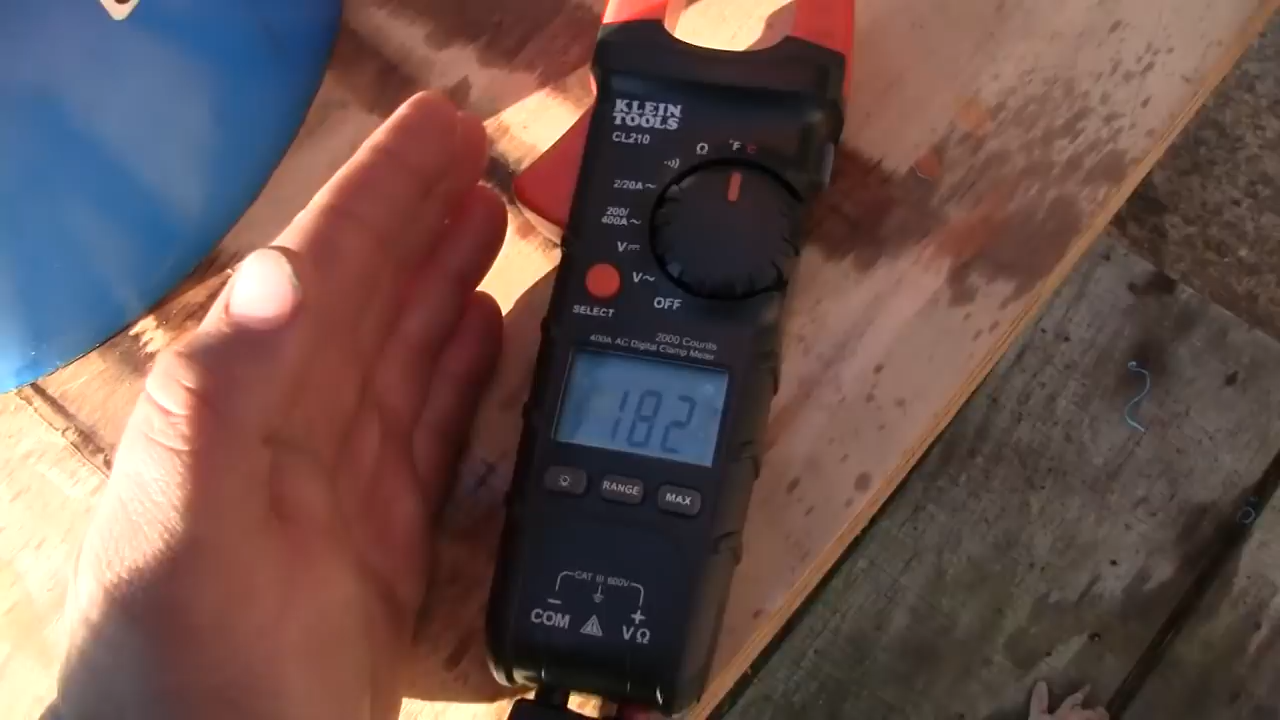 KLEIN
TOOLS
CL210
Ω
°F C
2/20A~
200/
400A~
V⎓
V~
OFF
SELECT
2000 Counts
400A AC Digital Clamp Meter
182
RANGE
MAX
CAT III 600V
− +
COM VΩ